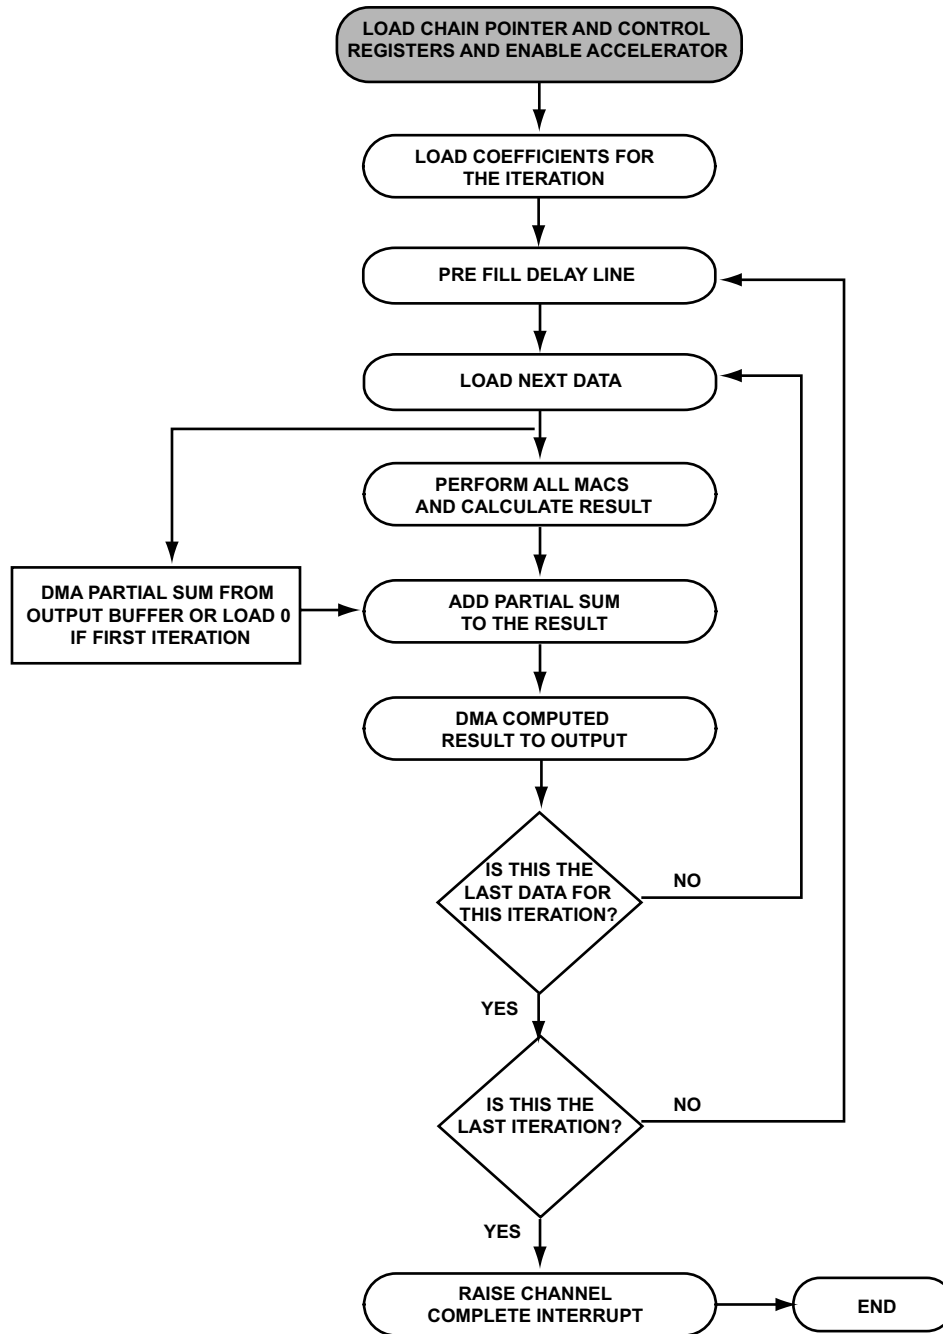 LOAD CHAIN POINTER AND CONTROL
REGISTERS AND ENABLE ACCELERATOR
LOAD COEFFICIENTS FOR
THE ITERATION
PRE FILL DELAY LINE
LOAD NEXT DATA
PERFORM ALL MACS
AND CALCULATE RESULT
DMA PARTIAL SUM FROM
OUTPUT BUFFER OR LOAD 0
IF FIRST ITERATION
ADD PARTIAL SUM
TO THE RESULT
DMA COMPUTED
RESULT TO OUTPUT
IS THIS THE
LAST DATA FOR
THIS ITERATION?
NO
YES
IS THIS THE
LAST ITERATION?
NO
YES
RAISE CHANNEL
COMPLETE INTERRUPT
END